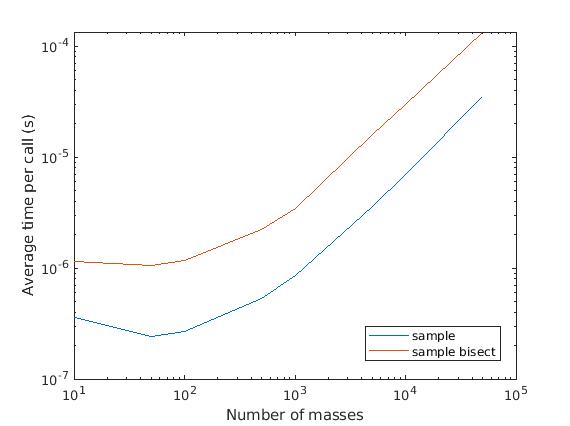 10^-4
10^-5
10^-6
10^-7
Average time per call (s)
sample
sample bisect
10^1 10^2 10^3 10^4 10^5
Number of masses